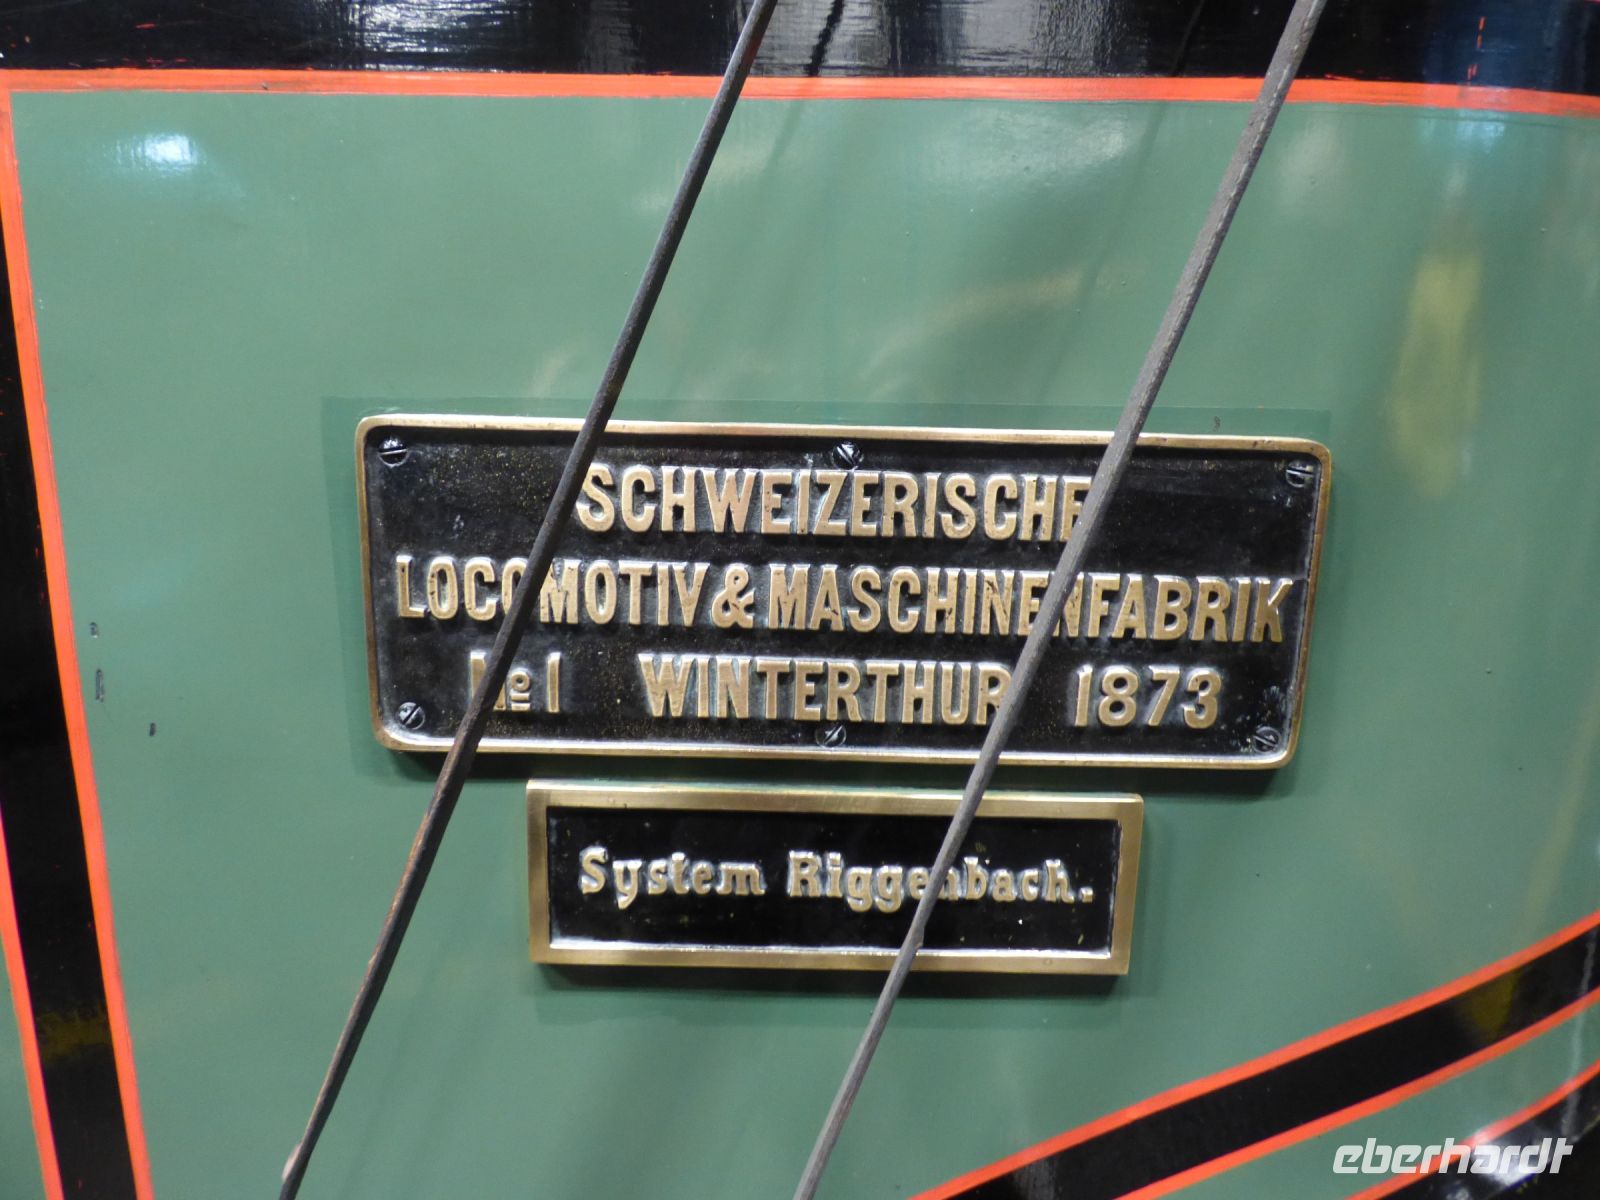 SCHWEIZERISCHE
LOCOMOTIV & MASCHINENFABRIK
No 1 WINTERTHUR 1873
System Riggenbach.
eberhardt